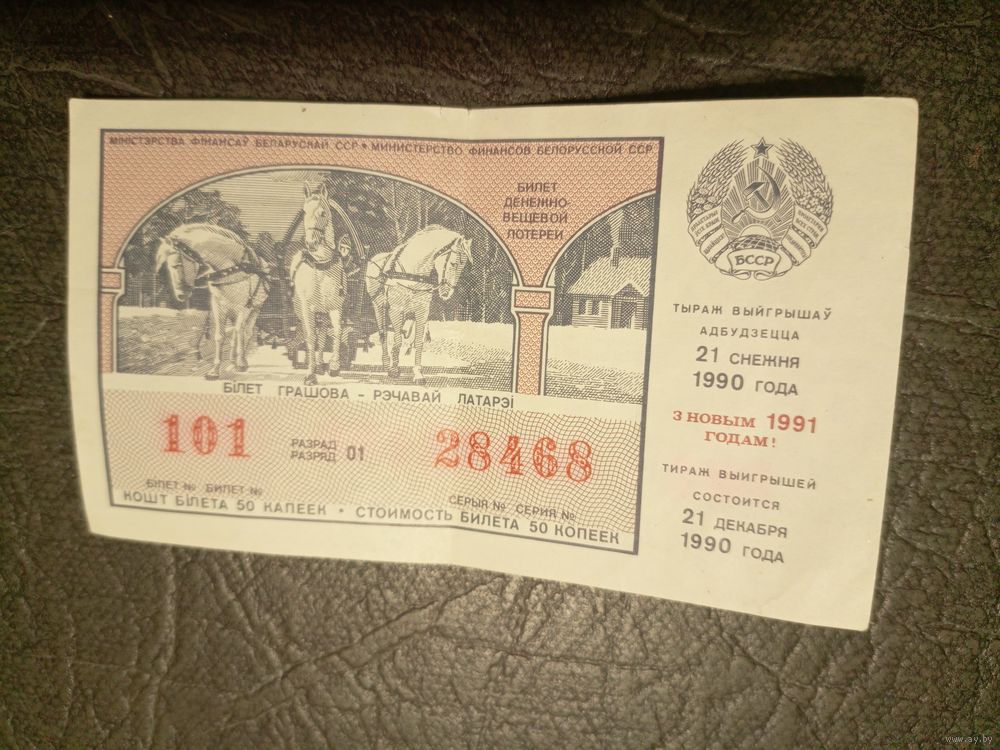 МІНІСТЭРСТВА ФІНАНСАЎ БЕЛАРУСКАЙ ССР • МИНИСТЕРСТВО ФИНАНСОВ БЕЛОРУССКОЙ ССР
БИЛЕТ
ДЕНЕЖНО-
ВЕЩЕВОЙ
ЛОТЕРЕИ
БІЛЕТ ГРАШОВА - РЭЧАВАЙ ЛАТАРЭІ
101
РАЗРАД
РАЗРЯД 01
28468
БІЛЕТ № БИЛЕТ №
СЕРЫЯ № СЕРИЯ №
КОШТ БІЛЕТА 50 КАПЕЕК • СТОИМОСТЬ БИЛЕТА 50 КОПЕЕК
БССР
ТЫРАЖ ВЫЙГРЫШАЎ
АДБУДЗЕЦЦА
21 СНЕЖНЯ
1990 ГОДА
З НОВЫМ 1991
ГОДАМ!
ТИРАЖ ВЫИГРЫШЕЙ
СОСТОИТСЯ
21 ДЕКАБРЯ
1990 ГОДА
www.ay.by